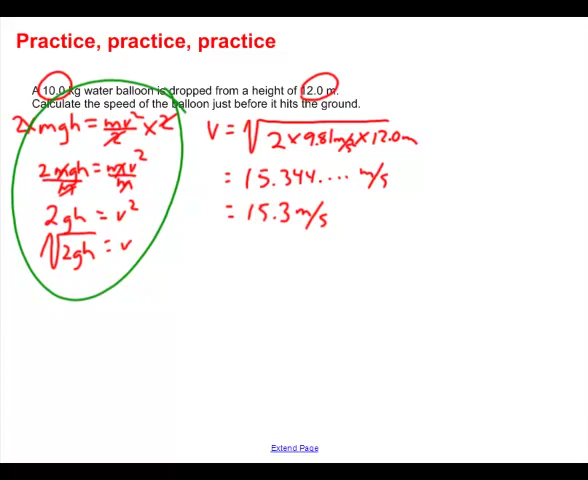 Practice, practice, practice
A 10.0 kg water balloon is dropped from a height of 12.0 m.
Calculate the speed of the balloon just before it hits the ground.
2 × mgh = mv²/2 × 2
2mgh/m = mv²/m
2gh = v²
√2gh = v
V = √2 × 9.81m/s² × 12.0m
= 15.344.... m/s
= 15.3 m/s
Extend Page